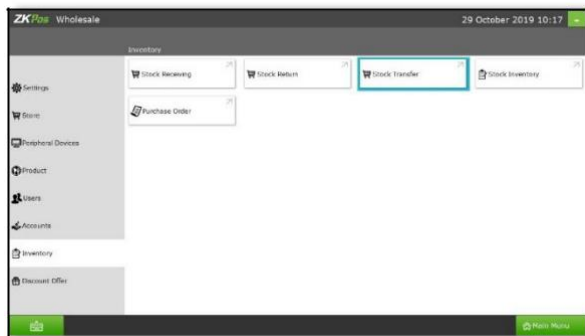 ZKPos Wholesale
29 October 2019 10:17
Inventory
Stock Receiving
Stock Return
Stock Transfer
Stock Inventory
Purchase Order
Settings
Store
Peripheral Devices
Product
Users
Accounts
Inventory
Discount Offer
Main Menu